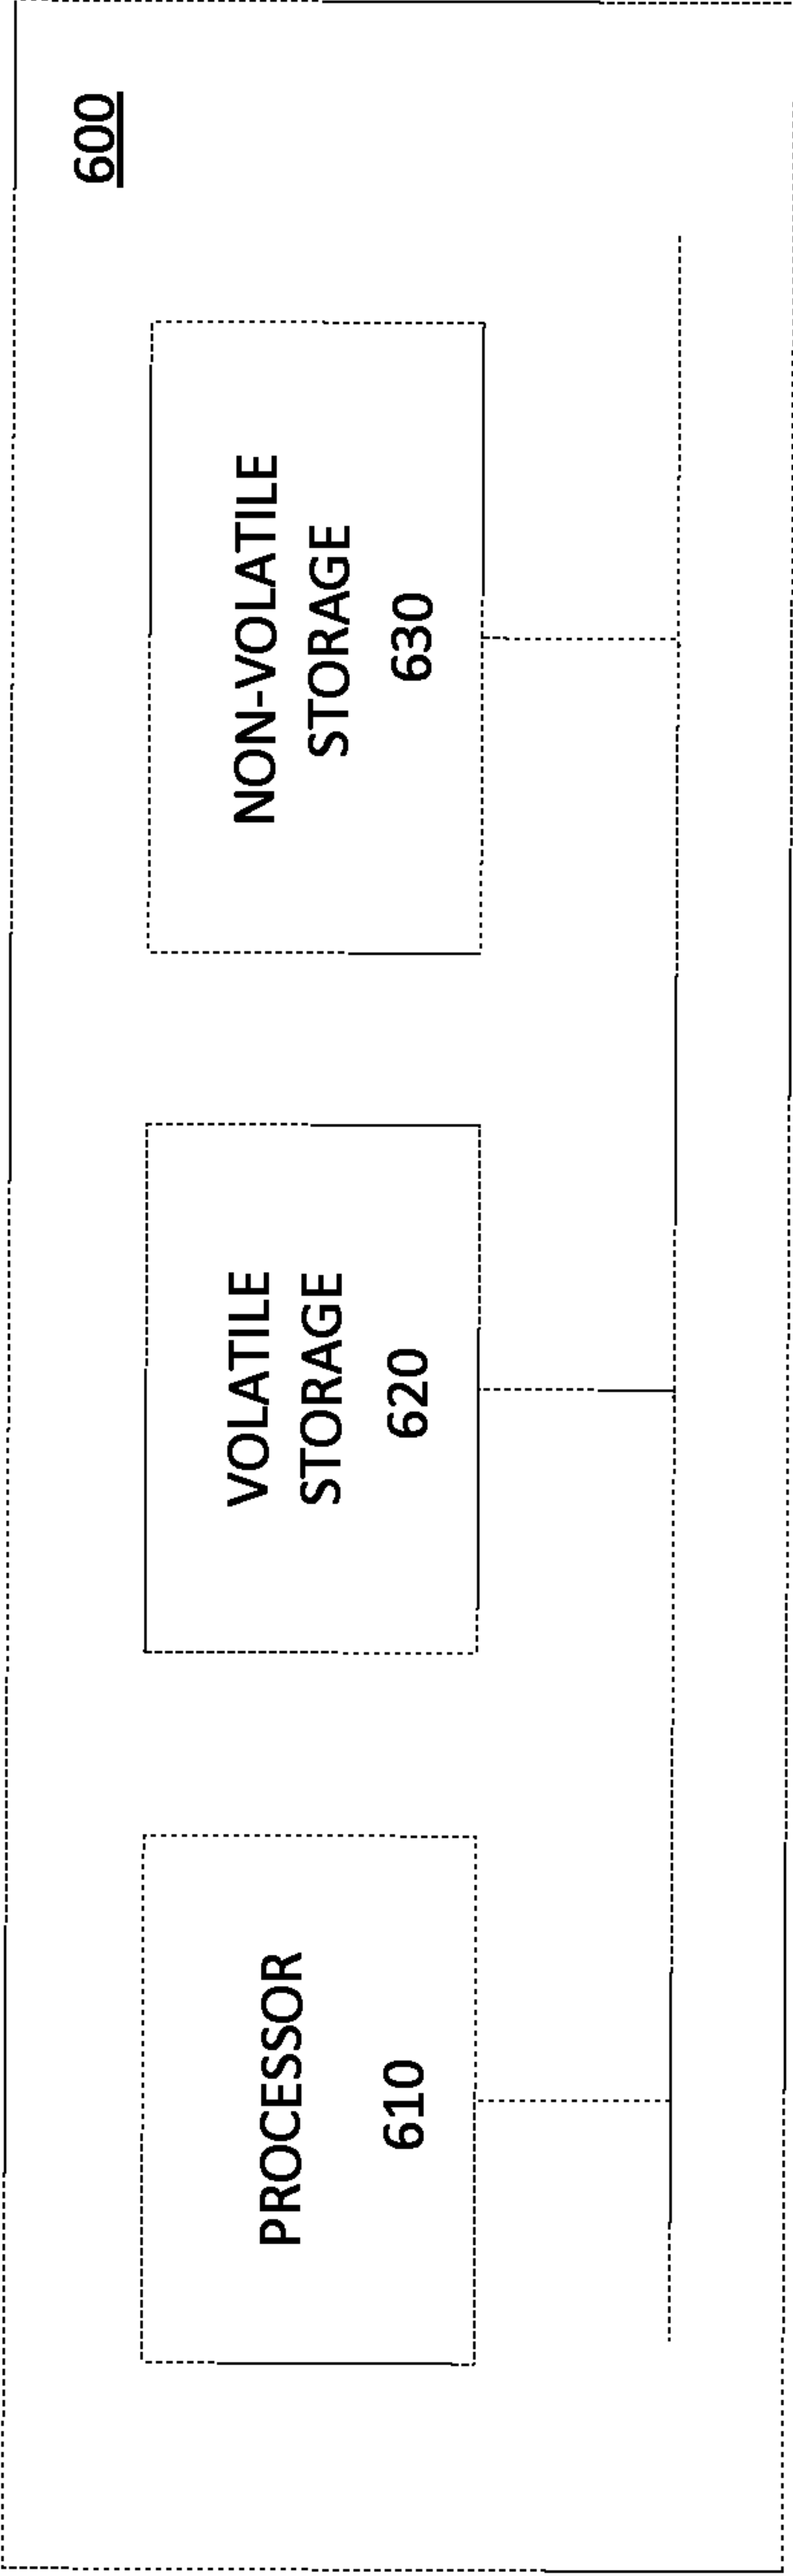 600
PROCESSOR
610
VOLATILE
STORAGE
620
NON-VOLATILE
STORAGE
630